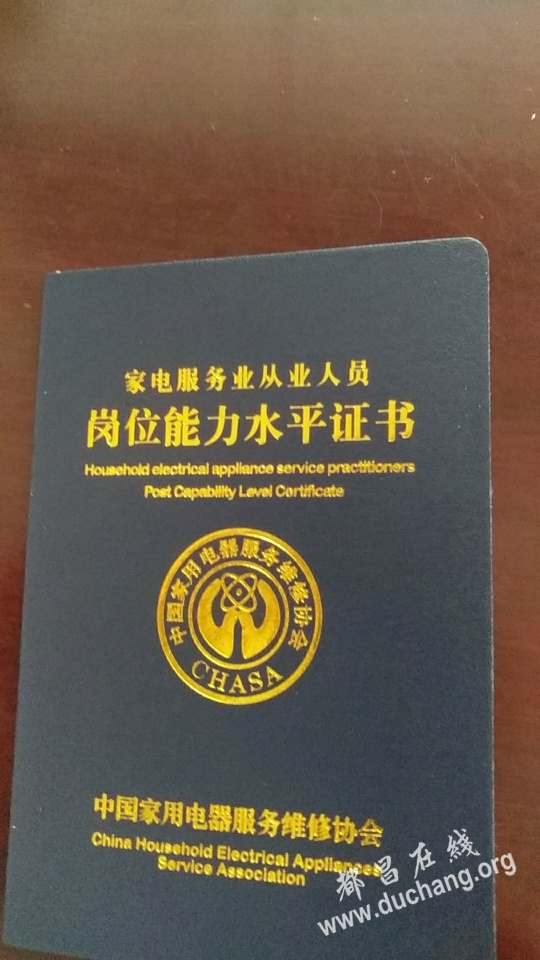 家电服务业从业人员
岗位能力水平证书
Household electrical appliance service practitioners
Post Capability Level Certificate
中国家用电器服务维修协会
CHASA
中国家用电器服务维修协会
China Household Electrical Appliances
Service Association
都昌在线
www.duchang.org